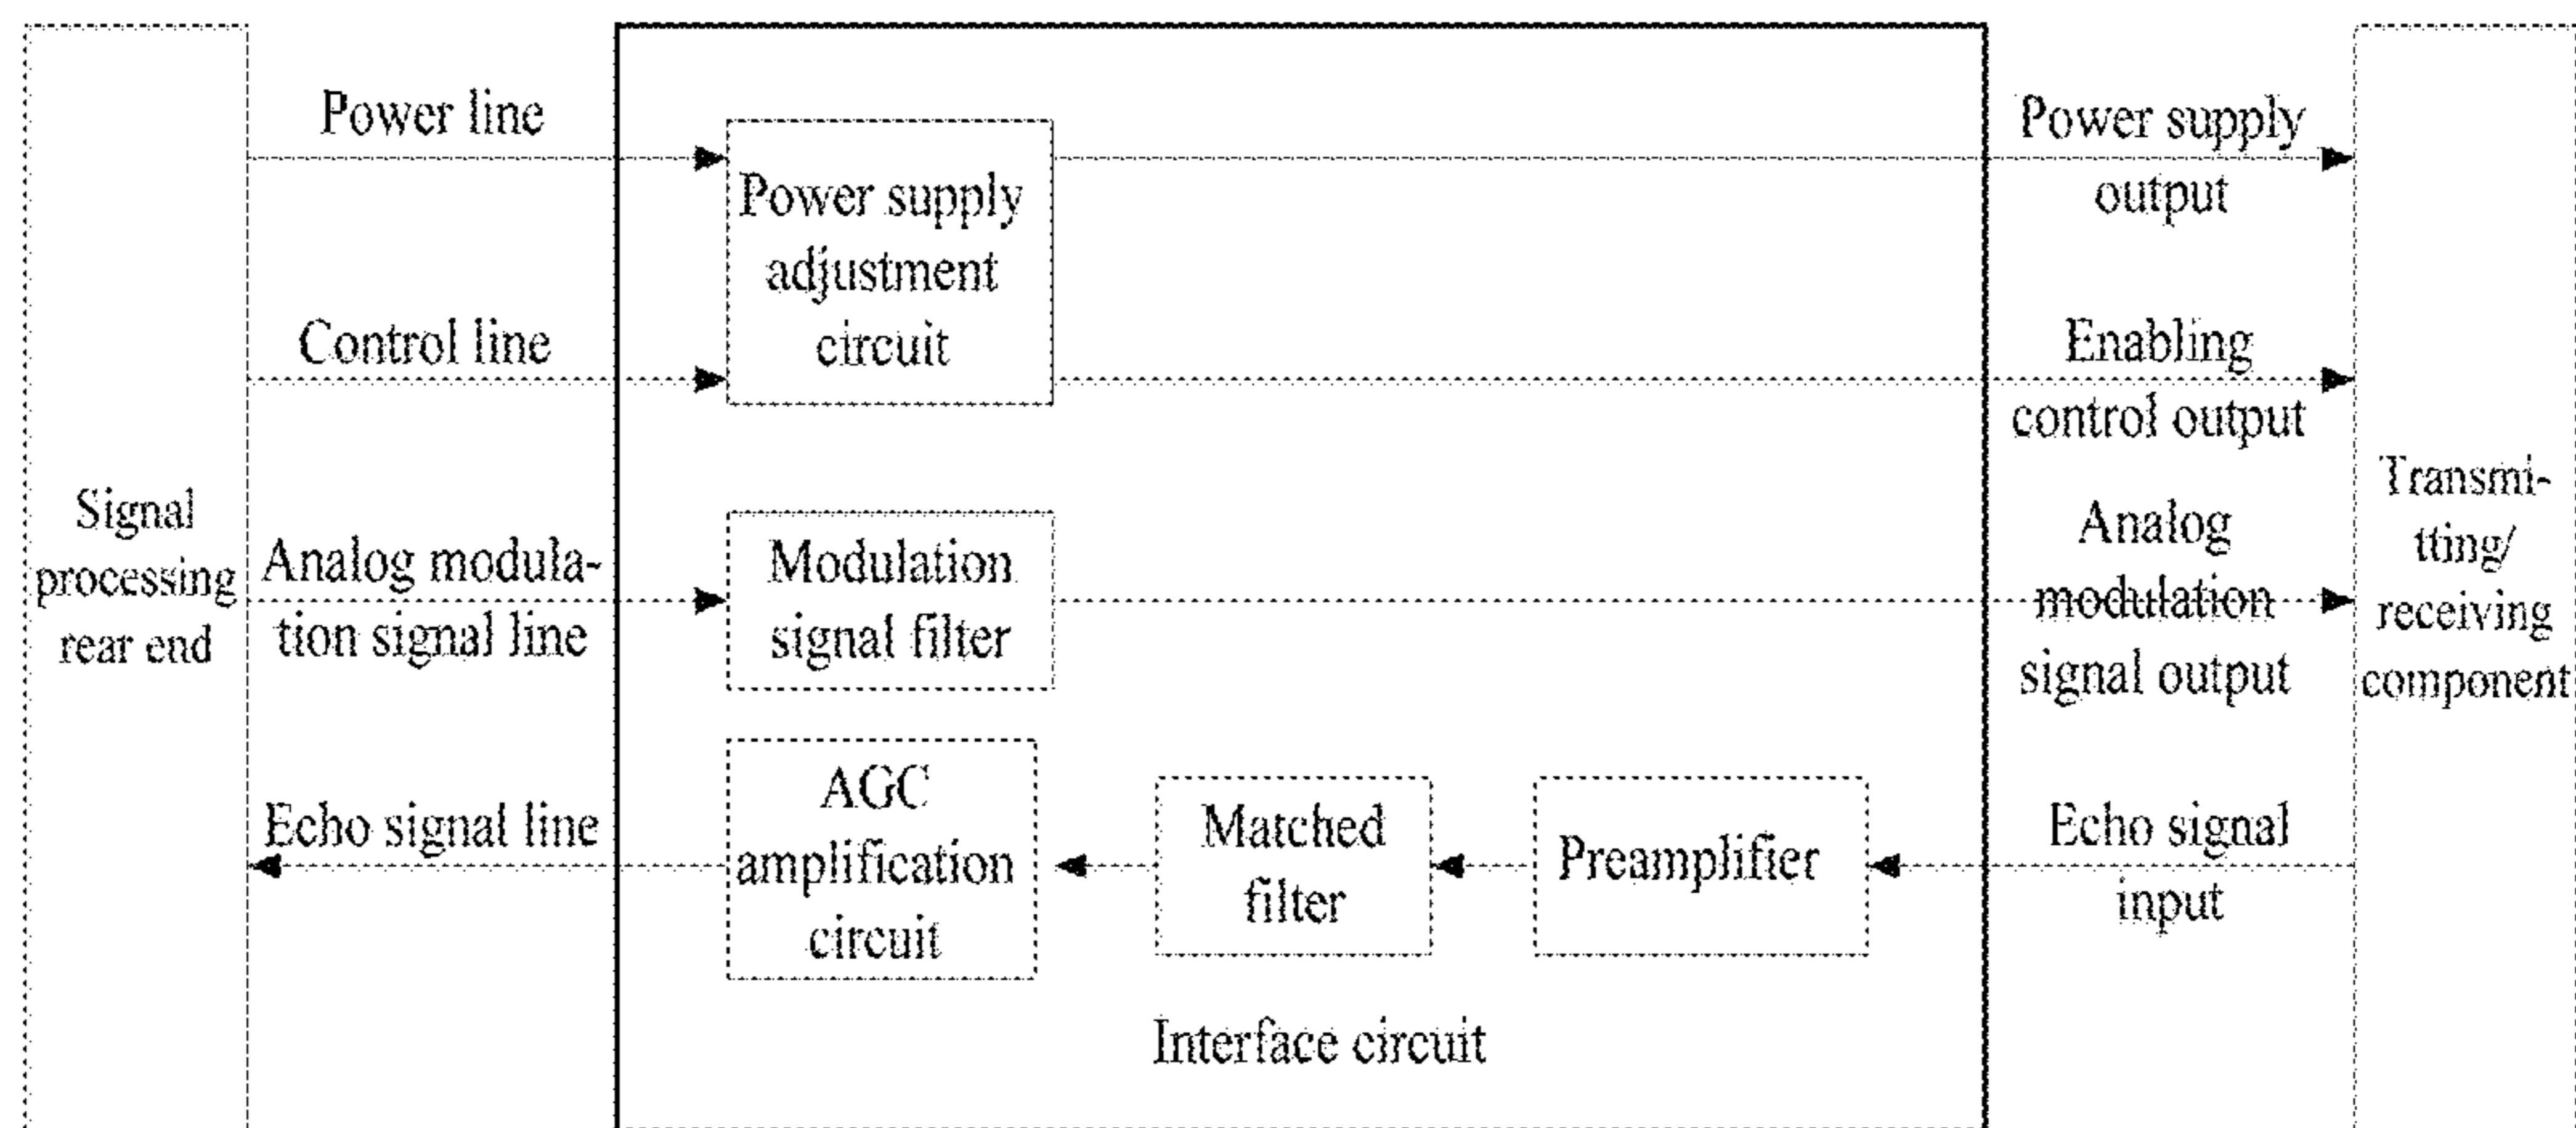 Signal
processing
rear end
Power line
Control line
Analog modula-
tion signal line
Echo signal line
Power supply
adjustment
circuit
Modulation
signal filter
AGC
amplification
circuit
Matched
filter
Preamplifier
Interface circuit
Power supply
output
Enabling
control output
Analog
modulation
signal output
Echo signal
input
Transmi-
tting/
receiving
component